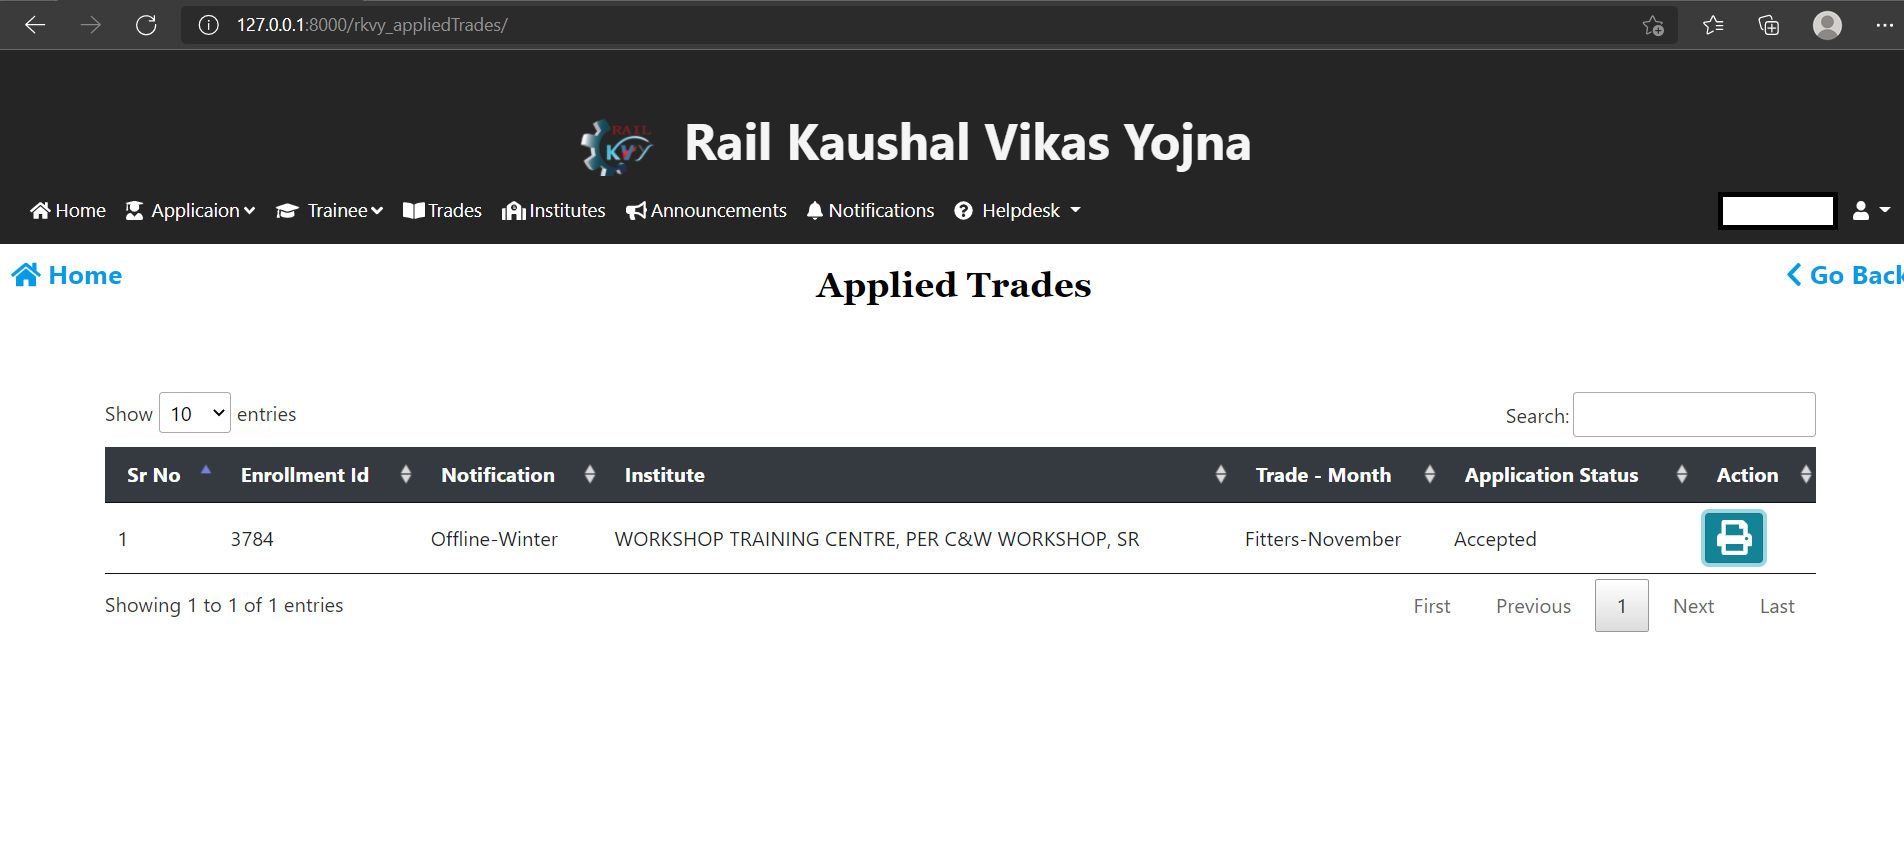 127.0.0.1:8000/rkvy_appliedTrades/
RAIL
KVY
Rail Kaushal Vikas Yojna
Home Applicaion Trainee Trades Institutes Announcements Notifications Helpdesk
Home
Applied Trades
Go Back
Show 10 entries
Search:
Sr No Enrollment Id Notification Institute Trade - Month Application Status Action
1 3784 Offline-Winter WORKSHOP TRAINING CENTRE, PER C&W WORKSHOP, SR Fitters-November Accepted
Showing 1 to 1 of 1 entries
First Previous 1 Next Last